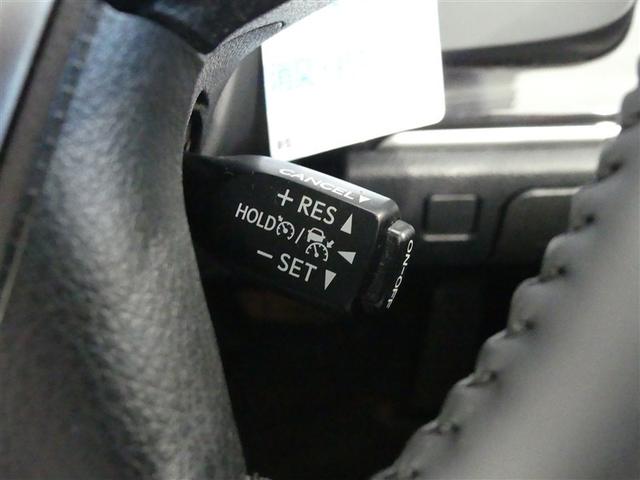 CANCEL▼
+ RES ▲
HOLD / ◀
− SET ▼
ON-OFF